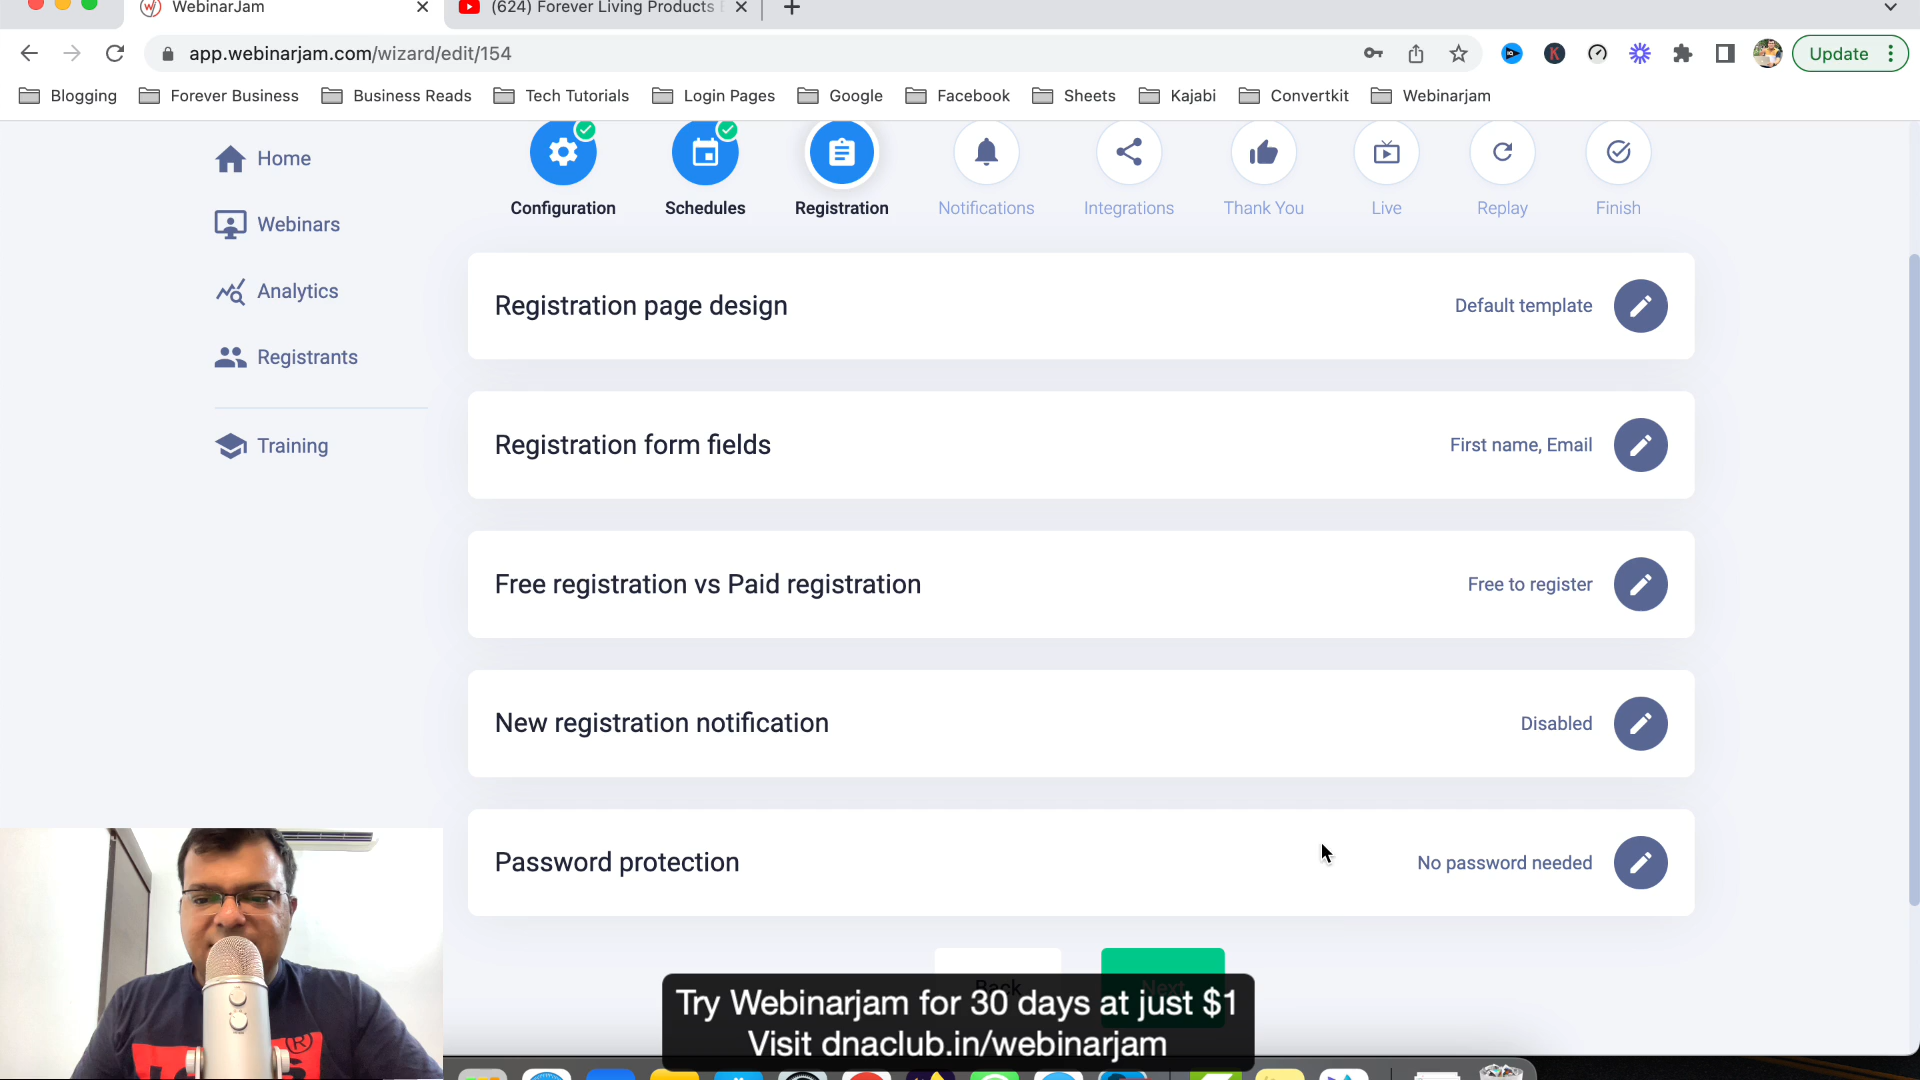 WebinarJam
(624) Forever Living Products
app.webinarjam.com/wizard/edit/154
Update
Blogging
Forever Business
Business Reads
Tech Tutorials
Login Pages
Google
Facebook
Sheets
Kajabi
Convertkit
Webinarjam
Home
Webinars
Analytics
Registrants
Training
Configuration
Schedules
Registration
Notifications
Integrations
Thank You
Live
Replay
Finish
Registration page design
Default template
Registration form fields
First name, Email
Free registration vs Paid registration
Free to register
New registration notification
Disabled
Password protection
No password needed
Back
Next
Try Webinarjam for 30 days at just $1
Visit dnaclub.in/webinarjam